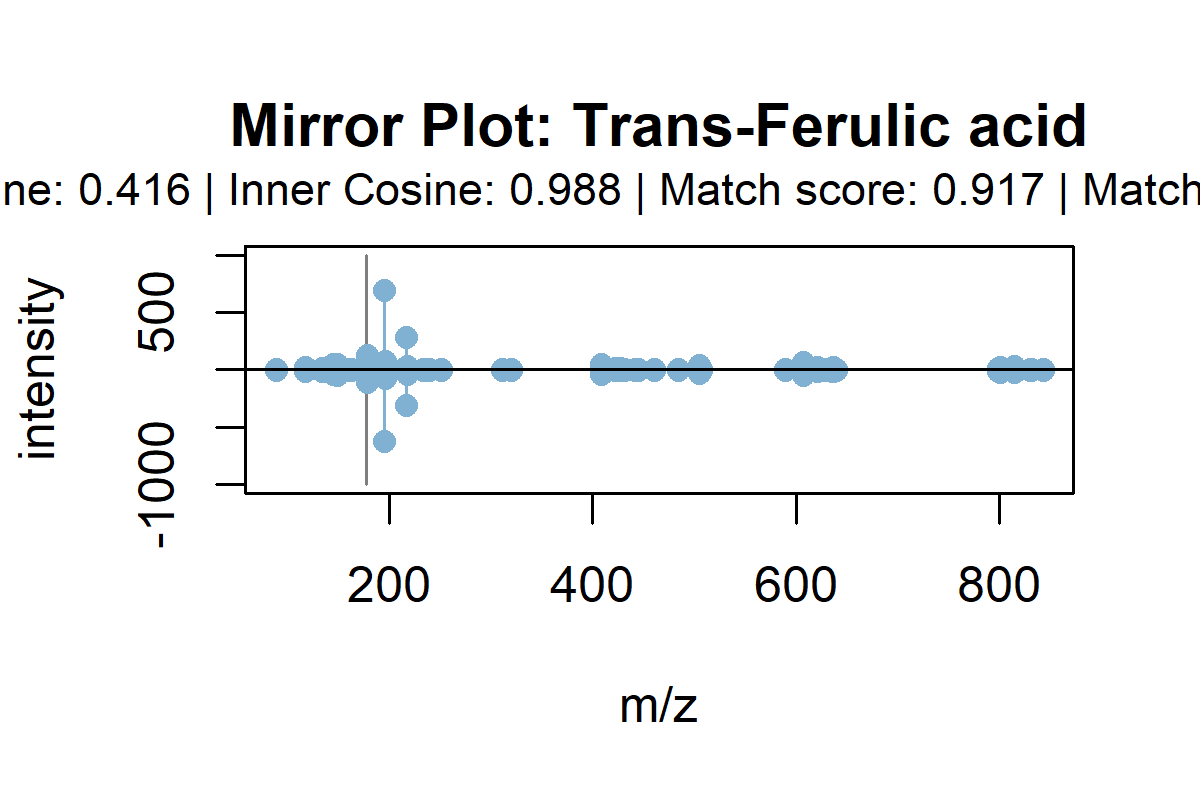 Mirror Plot: Trans-Ferulic acid
ne: 0.416 | Inner Cosine: 0.988 | Match score: 0.917 | Match
intensity
500
-1000
200 400 600 800
m/z